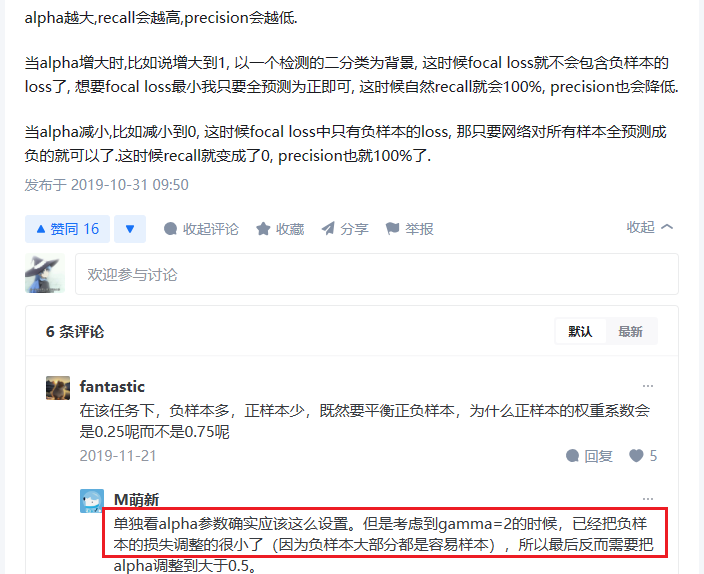 alpha越大,recall会越高,precision会越低.
当alpha增大时,比如说增大到1, 以一个检测的二分类为背景, 这时候focal loss就不会包含负样本的
loss了, 想要focal loss最小我只要全预测为正即可, 这时候自然recall就会100%, precision也会降低.
当alpha减小,比如减小到0, 这时候focal loss中只有负样本的loss, 那只要网络对所有样本全预测成
负的就可以了.这时候recall就变成了0, precision也就100%了.
发布于 2019-10-31 09:50
赞同 16 收起评论 收藏 分享 举报 收起
欢迎参与讨论
6 条评论 默认 最新
fantastic
在该任务下，负样本多，正样本少，既然要平衡正负样本，为什么正样本的权重系数会
是0.25呢而不是0.75呢
2019-11-21 回复 5
M萌新
单独看alpha参数确实应该这么设置。但是考虑到gamma=2的时候，已经把负样
本的损失调整的很小了（因为负样本大部分都是容易样本），所以最后反而需要把
alpha调整到大于0.5。